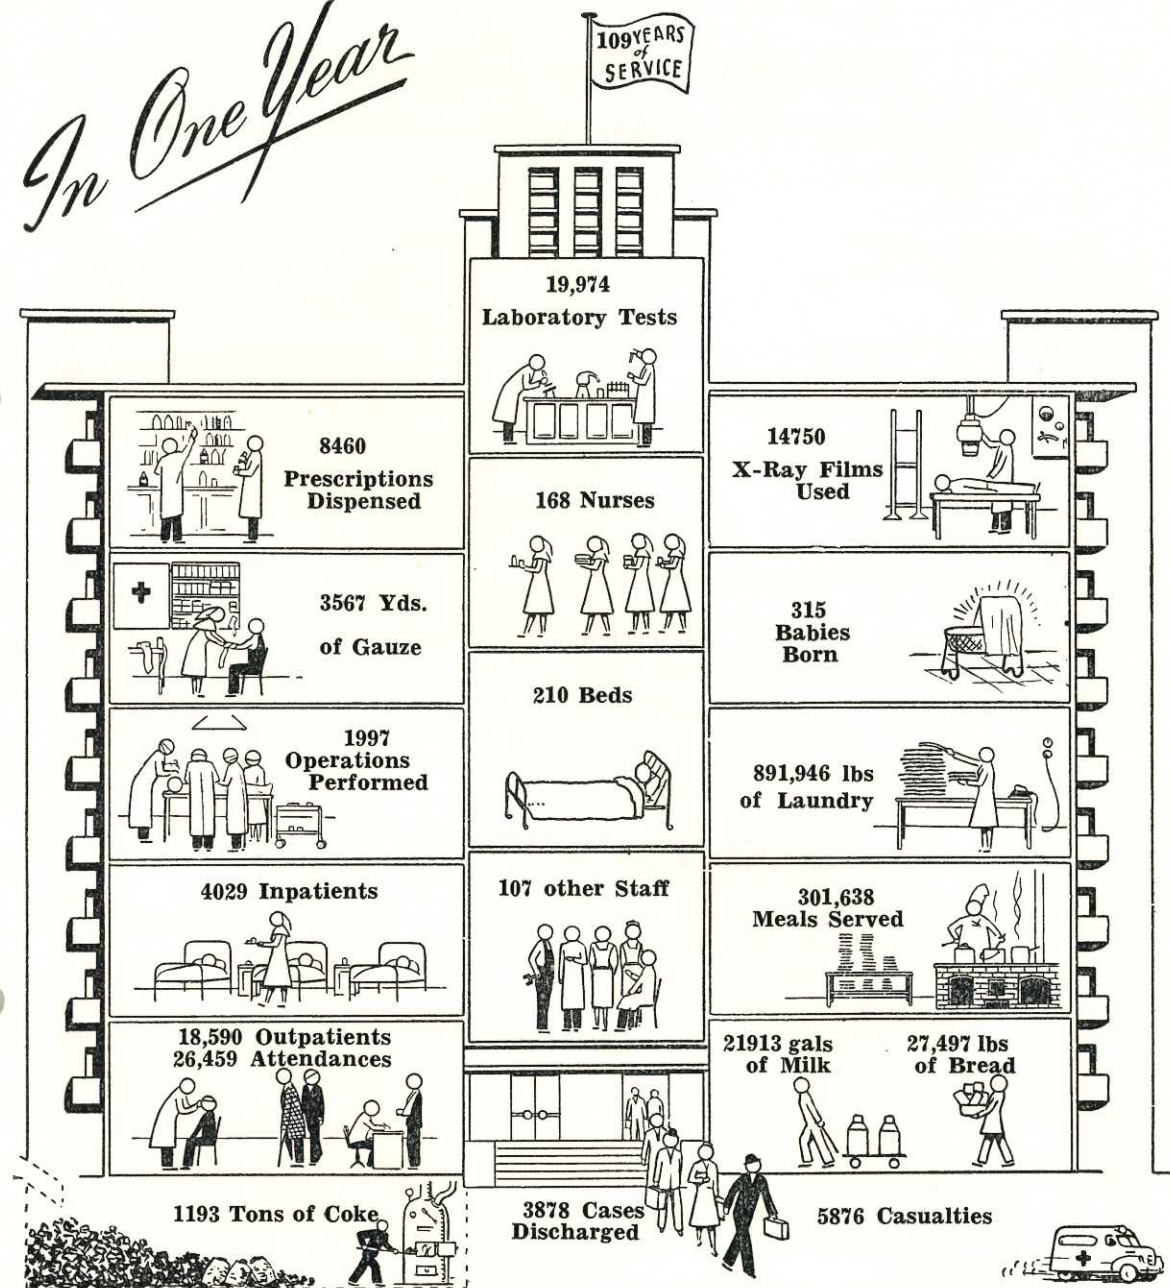 In One Year
109 YEARS
of
SERVICE
19,974
Laboratory Tests
8460
Prescriptions
Dispensed
168 Nurses
14750
X-Ray Films
Used
3567 Yds.
of Gauze
315
Babies
Born
210 Beds
1997
Operations
Performed
891,946 lbs
of Laundry
4029 Inpatients
107 other Staff
301,638
Meals Served
18,590 Outpatients
26,459 Attendances
21913 gals
of Milk
27,497 lbs
of Bread
1193 Tons of Coke
3878 Cases
Discharged
5876 Casualties